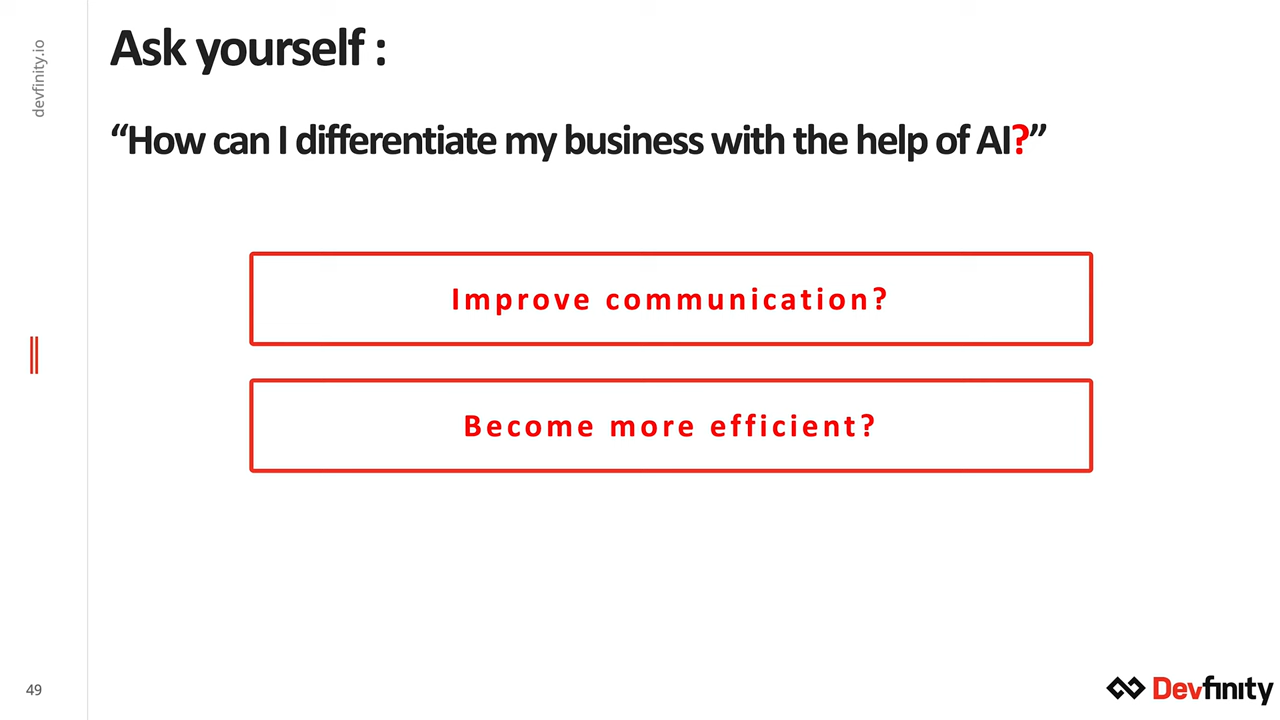 devfinity.io
Ask yourself :
“How can I differentiate my business with the help of AI?”
Improve communication?
Become more efficient?
49
Devfinity